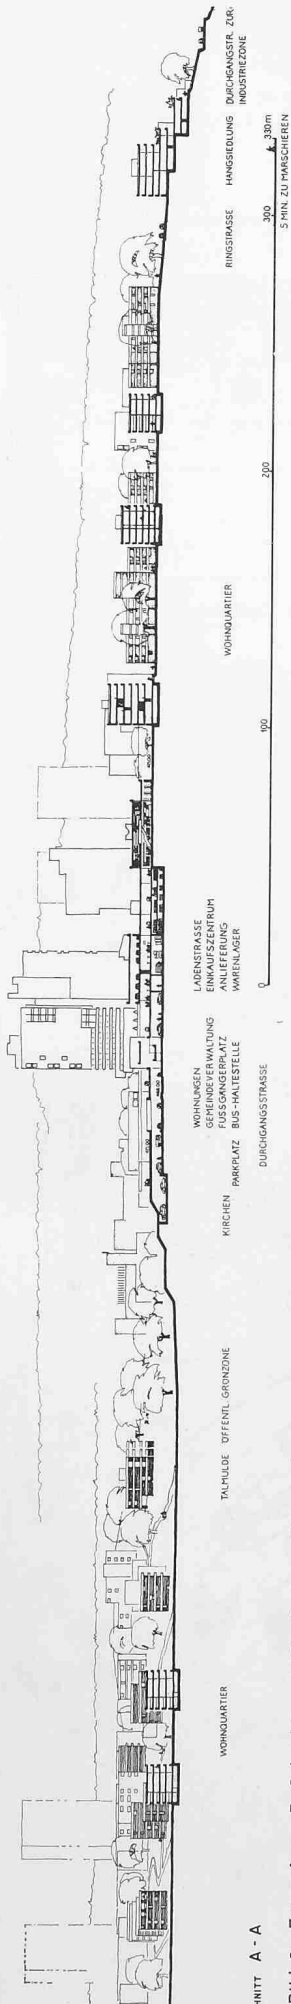 SCHNITT A - A
WOHNQUARTIER
TALMULDE ÖFFENTL. GRÜNZONE
KIRCHEN
PARKPLATZ BUS-HALTESTELLE
FUSSGÄNGERPLATZ
GEMEINDEVERWALTUNG
WOHNUNGEN
DURCHGANGSSTRASSE
LADENSTRASSE
EINKAUFSZENTRUM
ANLIEFERUNG
WARENLAGER
WOHNQUARTIER
RINGSTRASSE
HANGSIEDLUNG
DURCHGANGSTR. ZUR
INDUSTRIEZONE
0 100 200 300 330m
5 MIN. ZU MARSCHIEREN